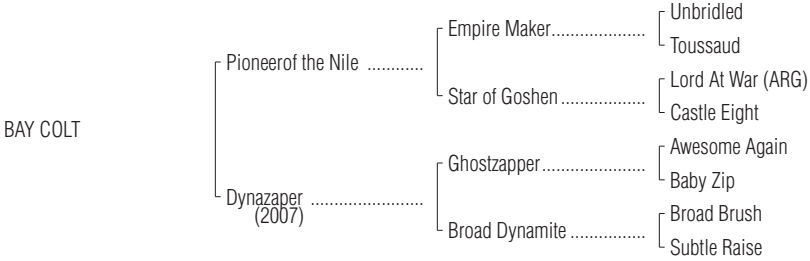 Unbridled
Empire Maker.....................
Toussaud
Pioneerof the Nile ............
Lord At War (ARG)
Star of Goshen ...................
Castle Eight
BAY COLT
Awesome Again
Ghostzapper.......................
Baby Zip
Dynazaper .........................
(2007)
Broad Brush
Broad Dynamite .................
Subtle Raise